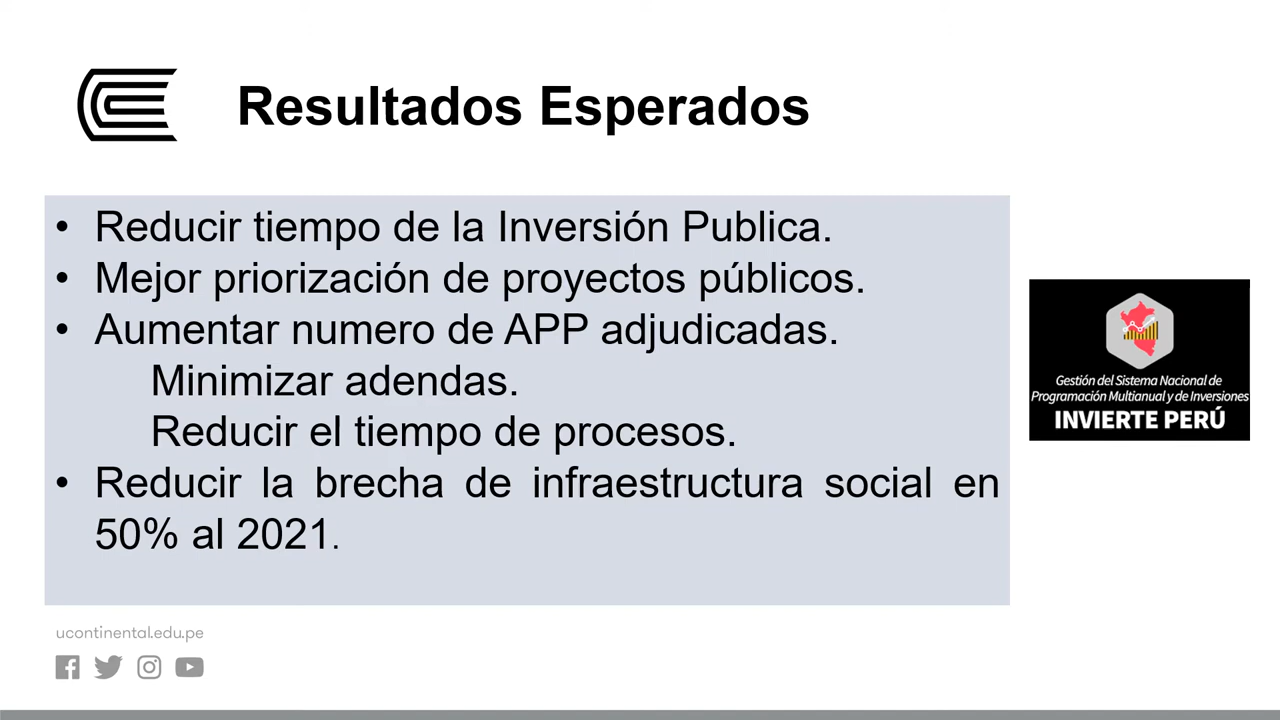 Resultados Esperados
• Reducir tiempo de la Inversión Publica.
• Mejor priorización de proyectos públicos.
• Aumentar numero de APP adjudicadas.
Minimizar adendas.
Reducir el tiempo de procesos.
• Reducir la brecha de infraestructura social en
50% al 2021.
Gestión del Sistema Nacional de
Programación Multianual y de Inversiones
INVIERTE PERÚ
ucontinental.edu.pe